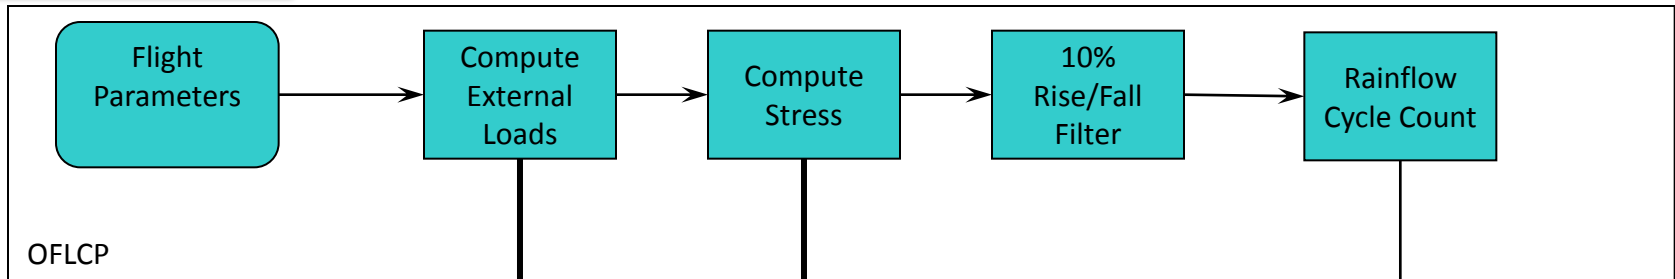 Flight
Parameters
Compute
External
Loads
Compute
Stress
10%
Rise/Fall
Filter
Rainflow
Cycle Count
OFLCP